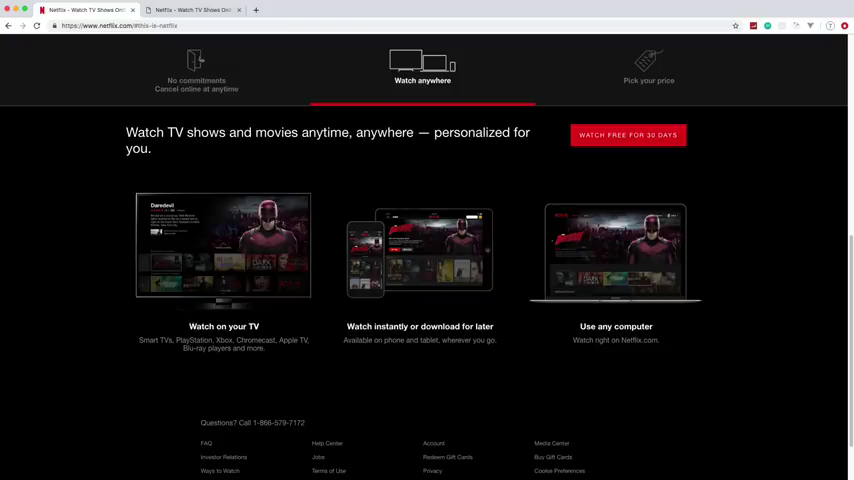 Netflix - Watch TV Shows Onli
Netflix - Watch TV Shows Onli
https://www.netflix.com/#this-is-netflix
No commitments
Cancel online at anytime
Watch anywhere
Pick your price
Watch TV shows and movies anytime, anywhere — personalized for
you.
WATCH FREE FOR 30 DAYS
Daredevil
Watch on your TV
Smart TVs, PlayStation, Xbox, Chromecast, Apple TV,
Blu-ray players and more.
Watch instantly or download for later
Available on phone and tablet, wherever you go.
Use any computer
Watch right on Netflix.com.
Questions? Call 1-866-579-7172
FAQ
Help Center
Account
Media Center
Investor Relations
Jobs
Redeem Gift Cards
Buy Gift Cards
Ways to Watch
Terms of Use
Privacy
Cookie Preferences